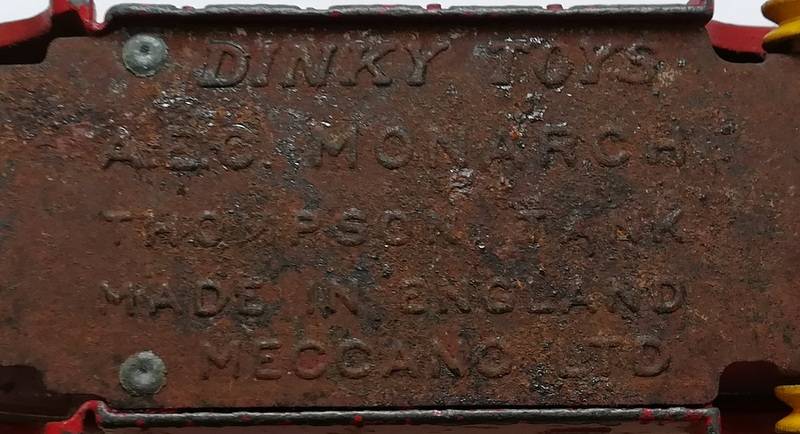 DINKY TOYS
A.E.C. MONARCH
THOMPSON TANK
MADE IN ENGLAND
MECCANO LTD